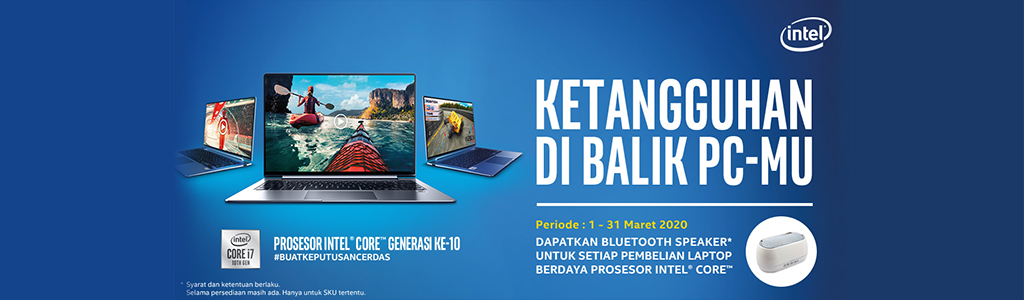 intel
KETANGGUHAN
DI BALIK PC-MU
Periode : 1 - 31 Maret 2020
DAPATKAN BLUETOOTH SPEAKER*
UNTUK SETIAP PEMBELIAN LAPTOP
BERDAYA PROSESOR INTEL® CORE™
intel
CORE i7
10TH GEN
PROSESOR INTEL® CORE™ GENERASI KE-10
#BUATKEPUTUSANCERDAS
* Syarat dan ketentuan berlaku.
Selama persediaan masih ada. Hanya untuk SKU tertentu.